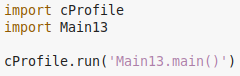 import cProfile
import Main13
cProfile.run('Main13.main()')